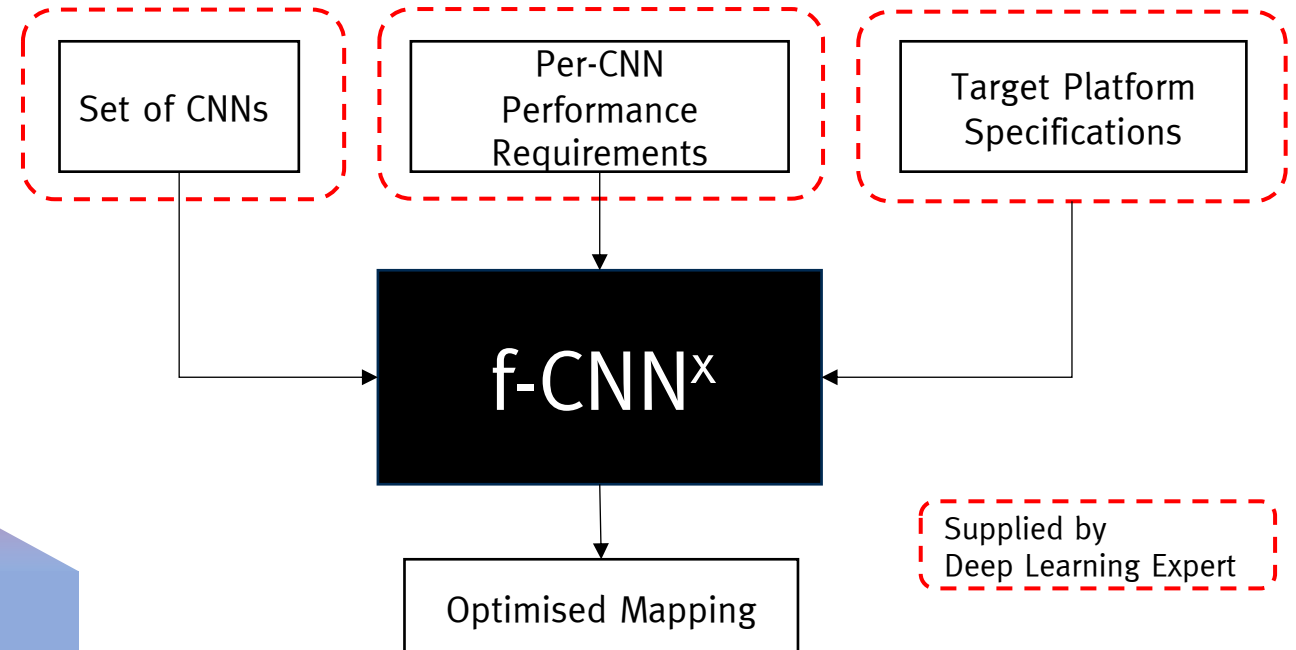 Set of CNNs
Per-CNN
Performance
Requirements
Target Platform
Specifications
f-CNNˣ
Supplied by
Deep Learning Expert
Optimised Mapping